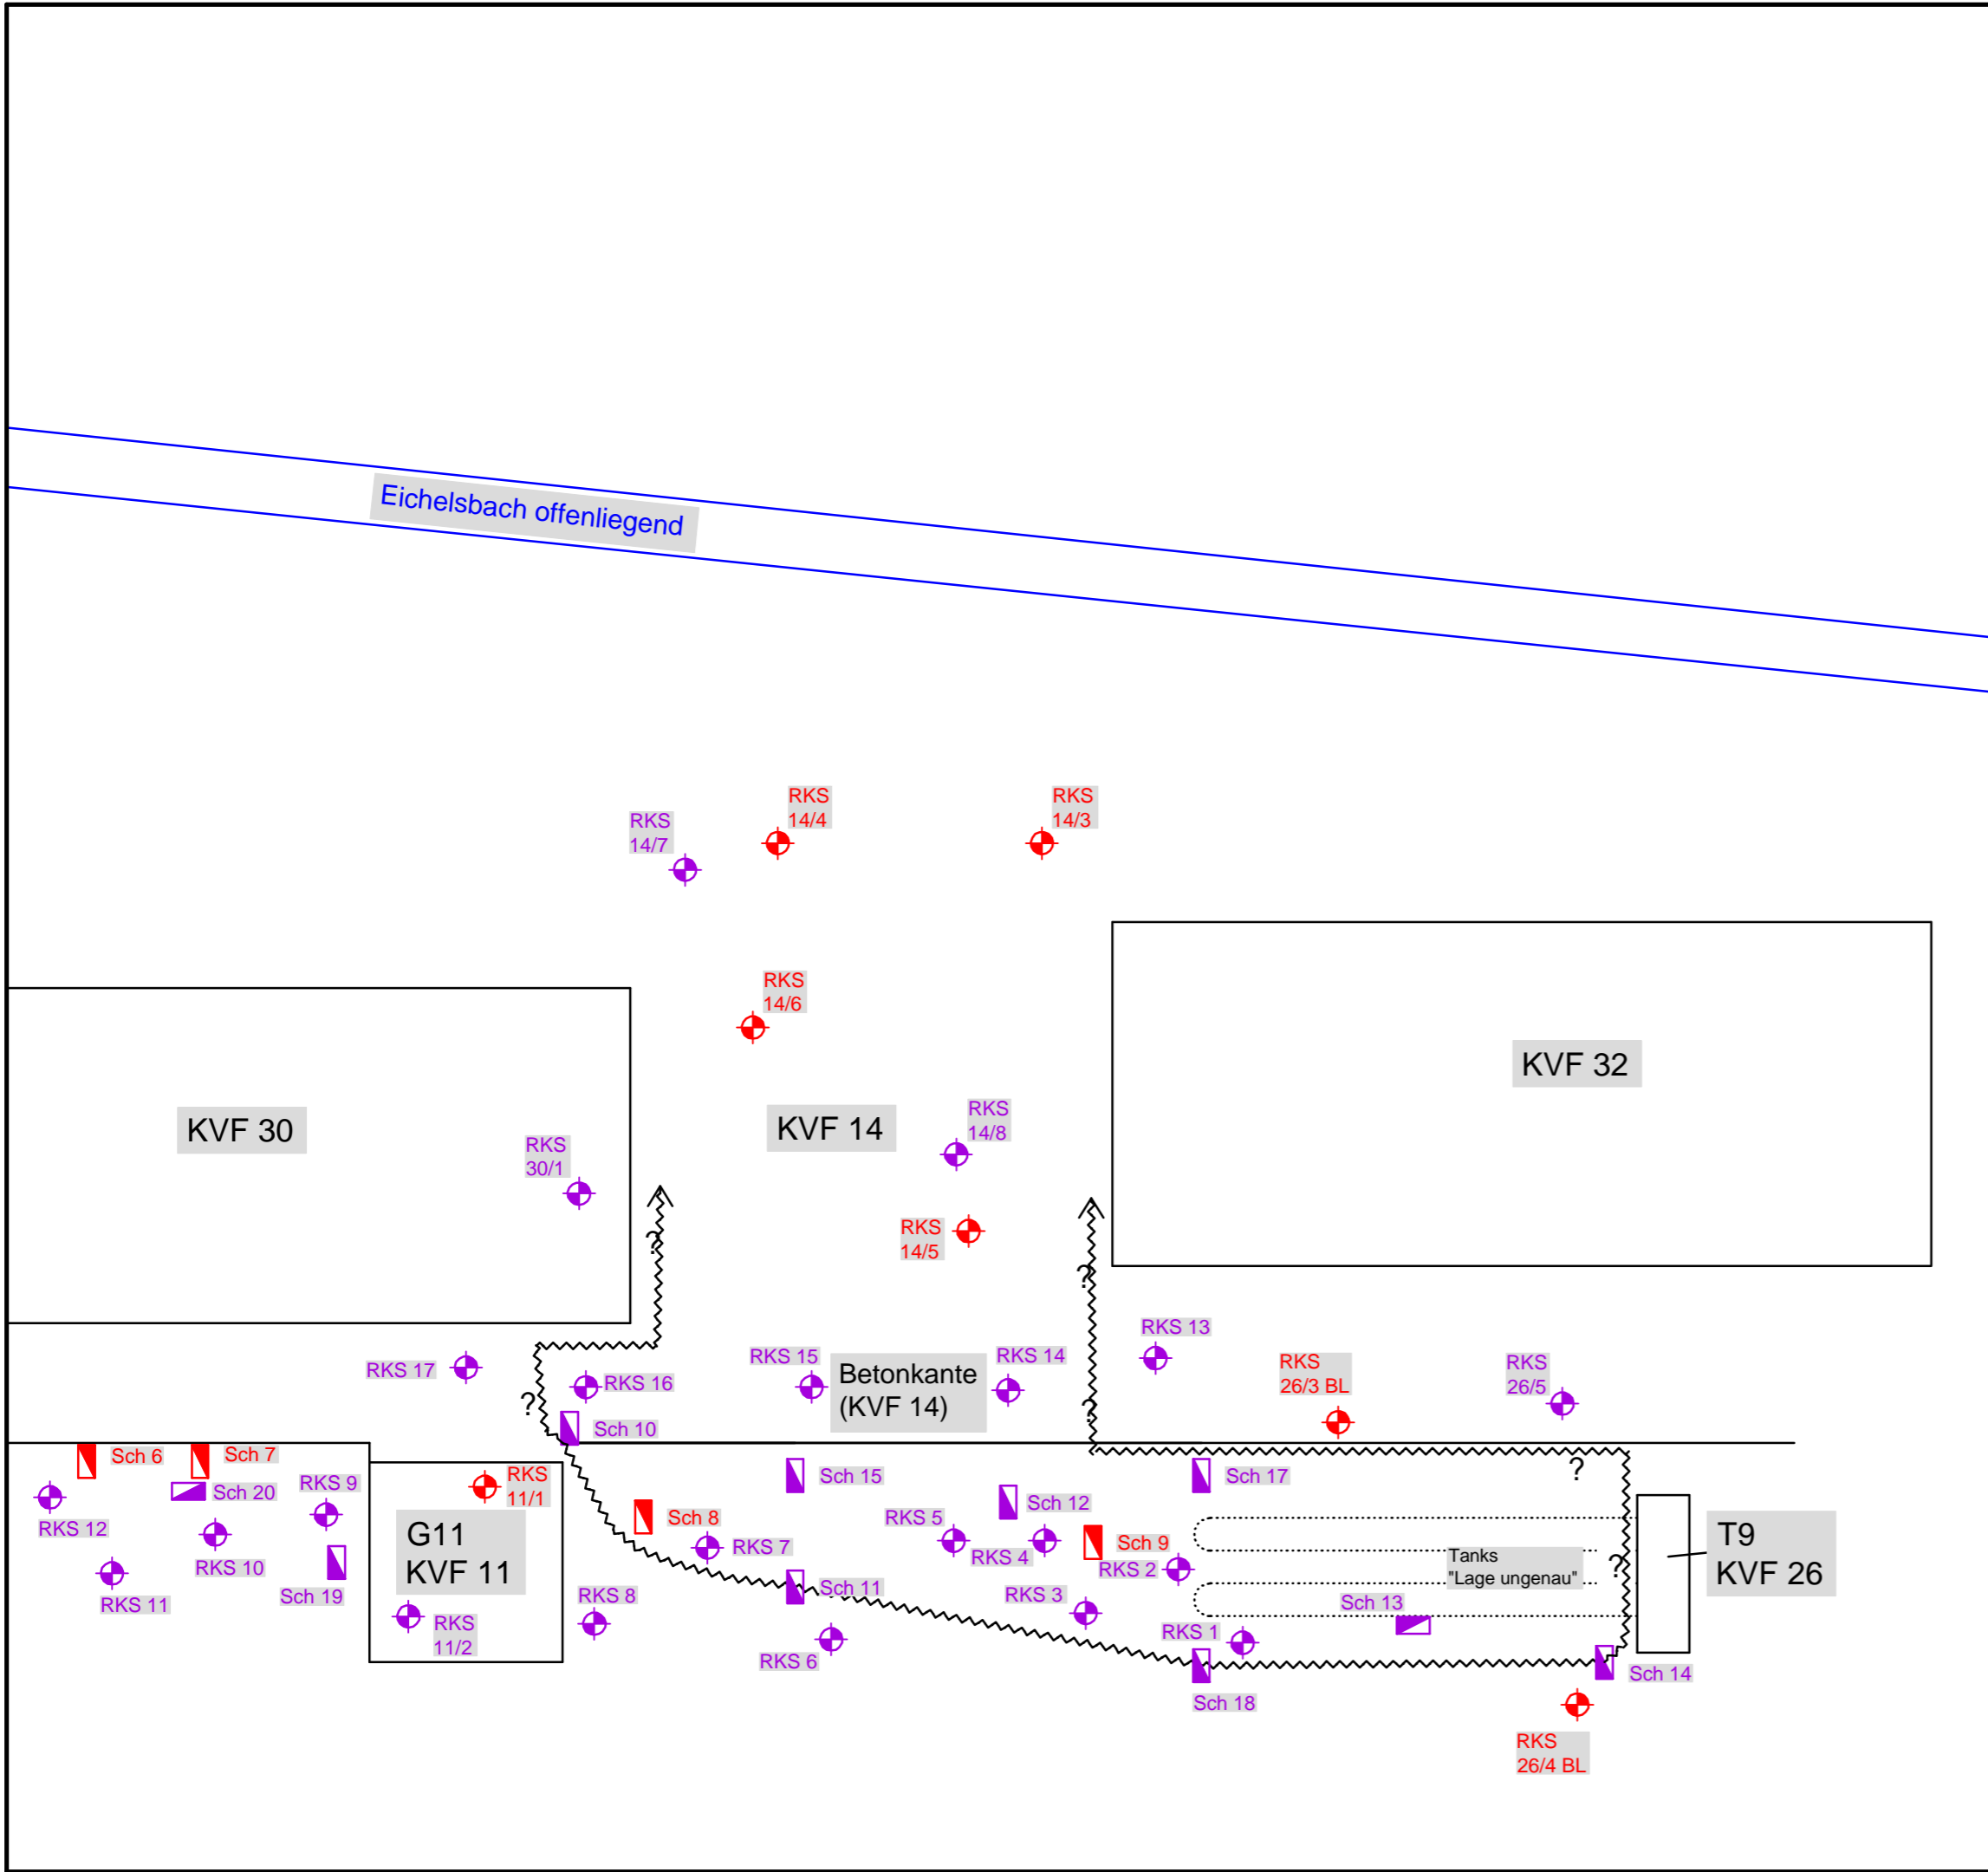 Eichelsbach offenliegend
RKS
14/4
RKS
14/3
RKS
14/7
RKS
14/6
KVF 32
KVF 30
KVF 14
RKS
14/8
RKS
30/1
RKS
14/5
?
?
RKS 13
RKS 17
RKS 16
RKS 15
Betonkante
(KVF 14)
RKS 14
RKS
26/3 BL
RKS
26/5
?
?
Sch 10
Sch 6
Sch 7
Sch 20
RKS 9
RKS
11/1
Sch 15
Sch 17
?
Sch 12
Sch 8
RKS 12
RKS 10
RKS 11
Sch 19
G11
KVF 11
RKS
11/2
RKS 7
RKS 5
RKS 4
Sch 9
RKS 2
Tanks
"Lage ungenau"
?
T9
KVF 26
RKS 8
Sch 11
RKS 3
Sch 13
RKS 6
RKS 1
Sch 18
Sch 14
RKS
26/4 BL